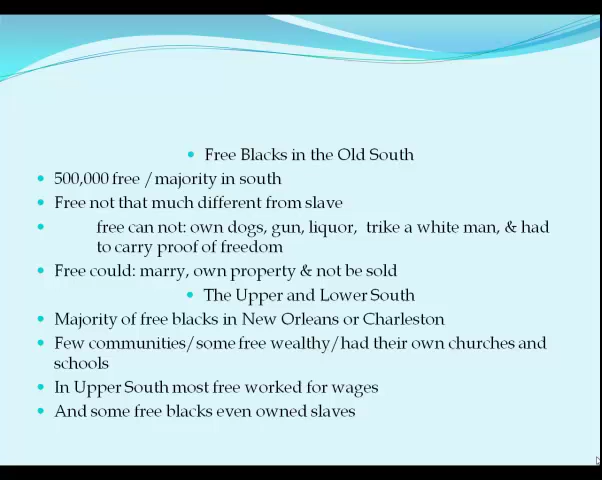 • Free Blacks in the Old South
• 500,000 free /majority in south
• Free not that much different from slave
• free can not: own dogs, gun, liquor, trike a white man, & had
to carry proof of freedom
• Free could: marry, own property & not be sold
• The Upper and Lower South
• Majority of free blacks in New Orleans or Charleston
• Few communities/some free wealthy/had their own churches and
schools
• In Upper South most free worked for wages
• And some free blacks even owned slaves